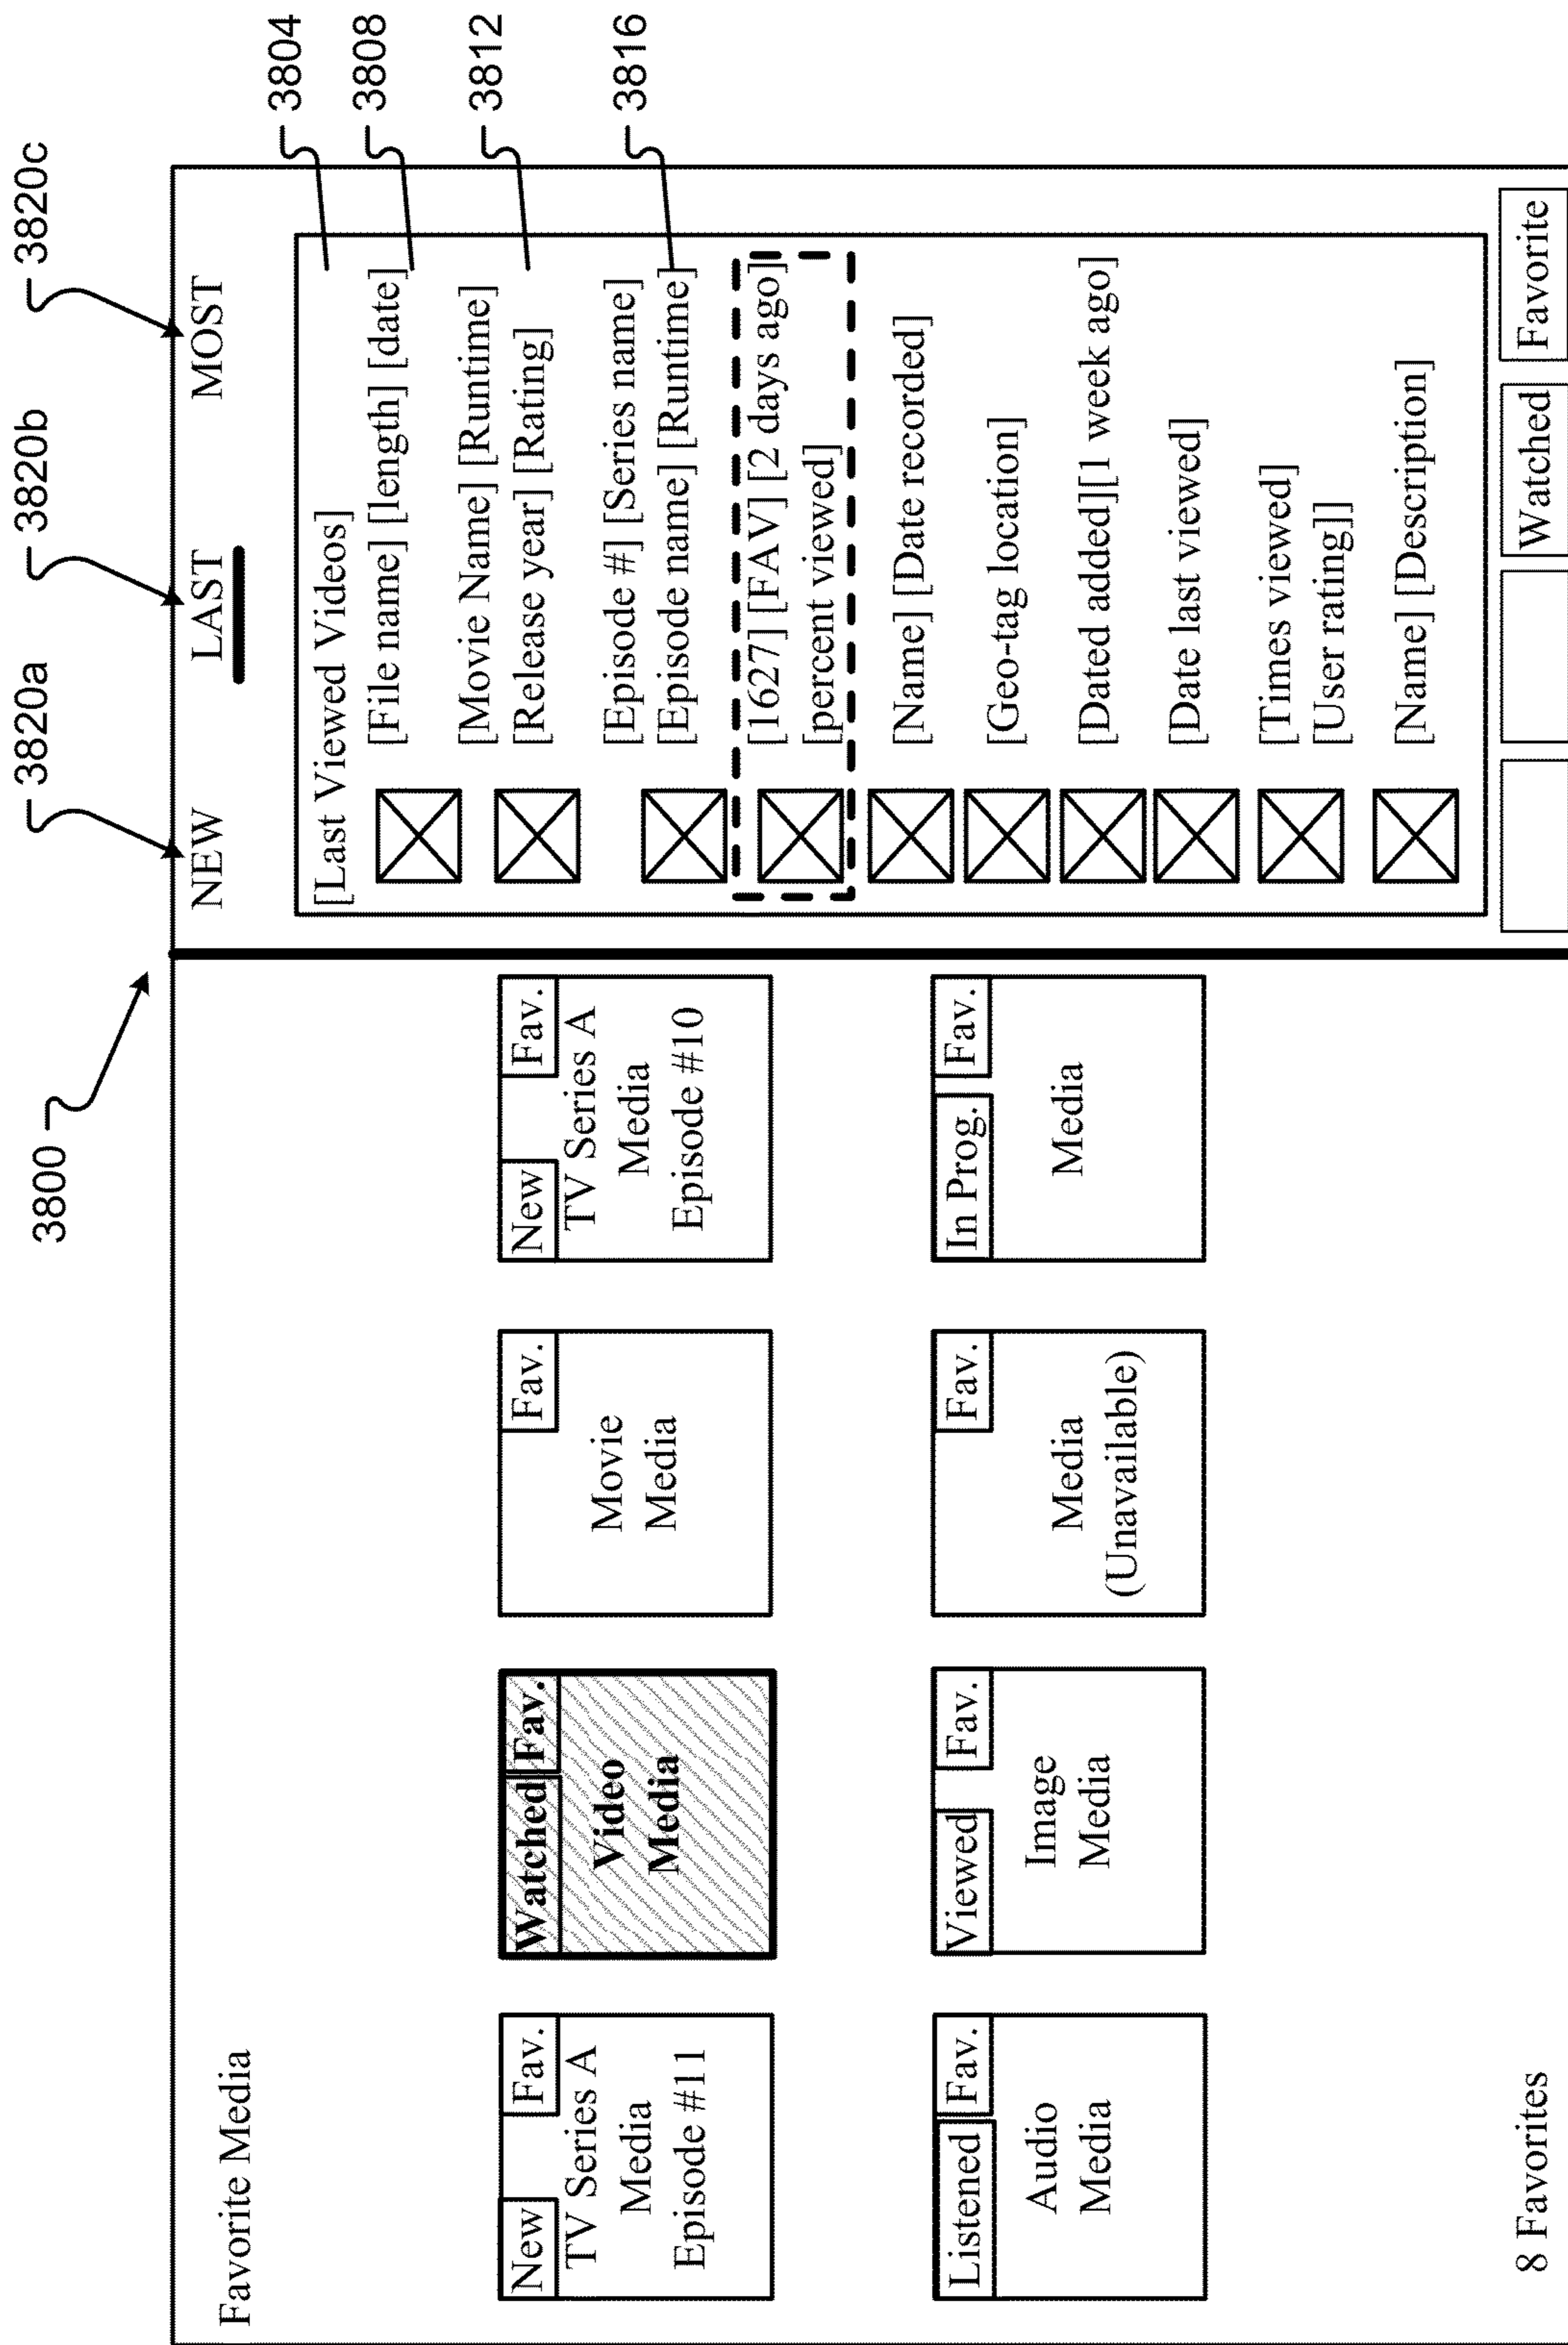 3800
3820a
3820b
3820c
Favorite Media
NEW
LAST
MOST
3804
3808
3812
3816
New
Fav.
TV Series A
Media
Episode #11
Watched
Fav.
Video
Media
Fav.
Movie
Media
New
Fav.
TV Series A
Media
Episode #10
Listened
Fav.
Audio
Media
Viewed
Fav.
Image
Media
Fav.
Media
(Unavailable)
In Prog.
Fav.
Media
[Last Viewed Videos]
[File name] [length] [date]
[Movie Name] [Runtime]
[Release year] [Rating]
[Episode #] [Series name]
[Episode name] [Runtime]
[1627] [FAV] [2 days ago]
[percent viewed]
[Name] [Date recorded]
[Geo-tag location]
[Dated added][1 week ago]
[Date last viewed]
[Times viewed]
[User rating]]
[Name] [Description]
8 Favorites
Watched
Favorite